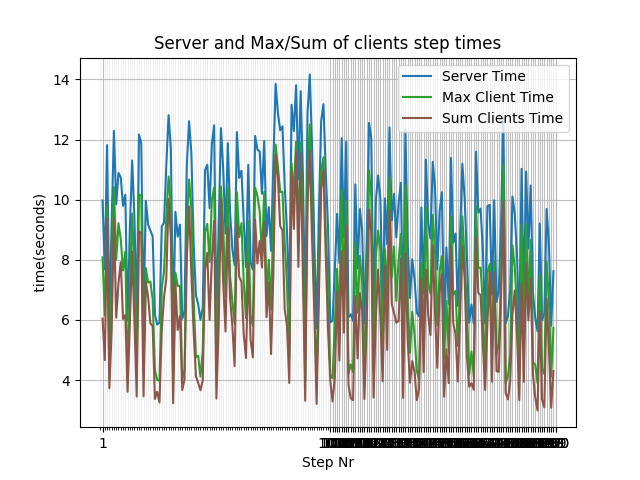 Server and Max/Sum of clients step times
Server Time
Max Client Time
Sum Clients Time
14
12
10
8
6
4
time(seconds)
1
Step Nr